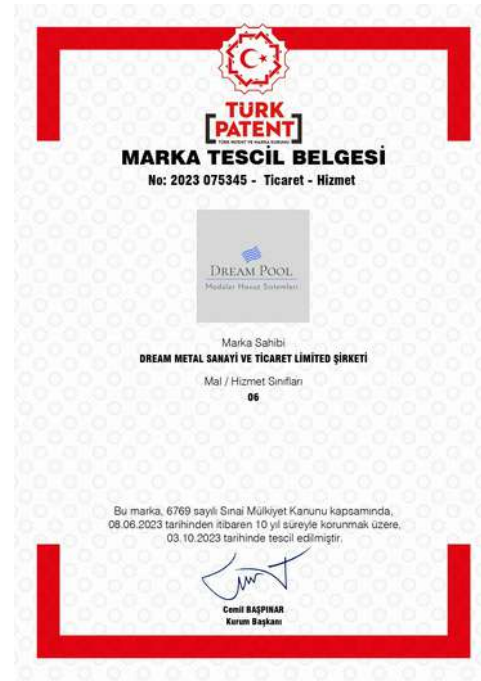 TÜRK
PATENT
TÜRK PATENT VE MARKA KURUMU
MARKA TESCİL BELGESİ
No: 2023 075345 - Ticaret - Hizmet
DREAM POOL
Modüler Havuz Sistemleri
Marka Sahibi
DREAM METAL SANAYİ VE TİCARET LİMİTED ŞİRKETİ
Mal / Hizmet Sınıfları
06
Bu marka, 6769 sayılı Sınai Mülkiyet Kanunu kapsamında,
08.06.2023 tarihinden itibaren 10 yıl süreyle korunmak üzere,
03.10.2023 tarihinde tescil edilmiştir.
Cemil BAŞPINAR
Kurum Başkanı